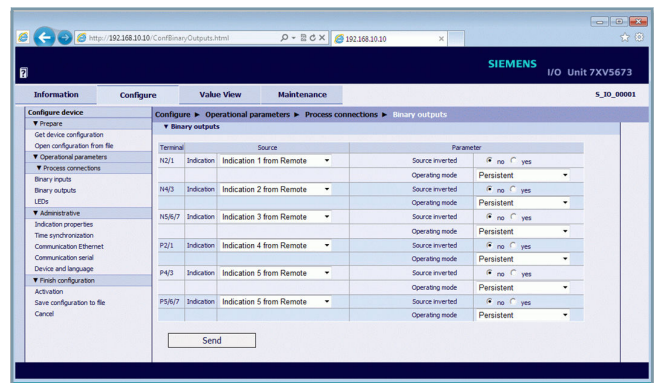 http://192.168.10.10/ConfBinaryOutputs.html
192.168.10.10
SIEMENS
I/O Unit 7XV5673
Information Configure Value View Maintenance S_IO_00001
Configure device
▼ Prepare
Get device configuration
Open configuration from file
▼ Operational parameters
▼ Process connections
Binary inputs
Binary outputs
LEDs
▼ Administrative
Indication properties
Time synchronization
Communication Ethernet
Communication serial
Device and language
▼ Finish configuration
Activation
Save configuration to file
Cancel
Configure ► Operational parameters ► Process connections ► Binary outputs
▼ Binary outputs
Terminal Source Parameter
N2/1 Indication Indication 1 from Remote Source inverted no yes
Operating mode Persistent
N4/3 Indication Indication 2 from Remote Source inverted no yes
Operating mode Persistent
N5/6/7 Indication Indication 3 from Remote Source inverted no yes
Operating mode Persistent
P2/1 Indication Indication 4 from Remote Source inverted no yes
Operating mode Persistent
P4/3 Indication Indication 5 from Remote Source inverted no yes
Operating mode Persistent
P5/6/7 Indication Indication 5 from Remote Source inverted no yes
Operating mode Persistent
Send